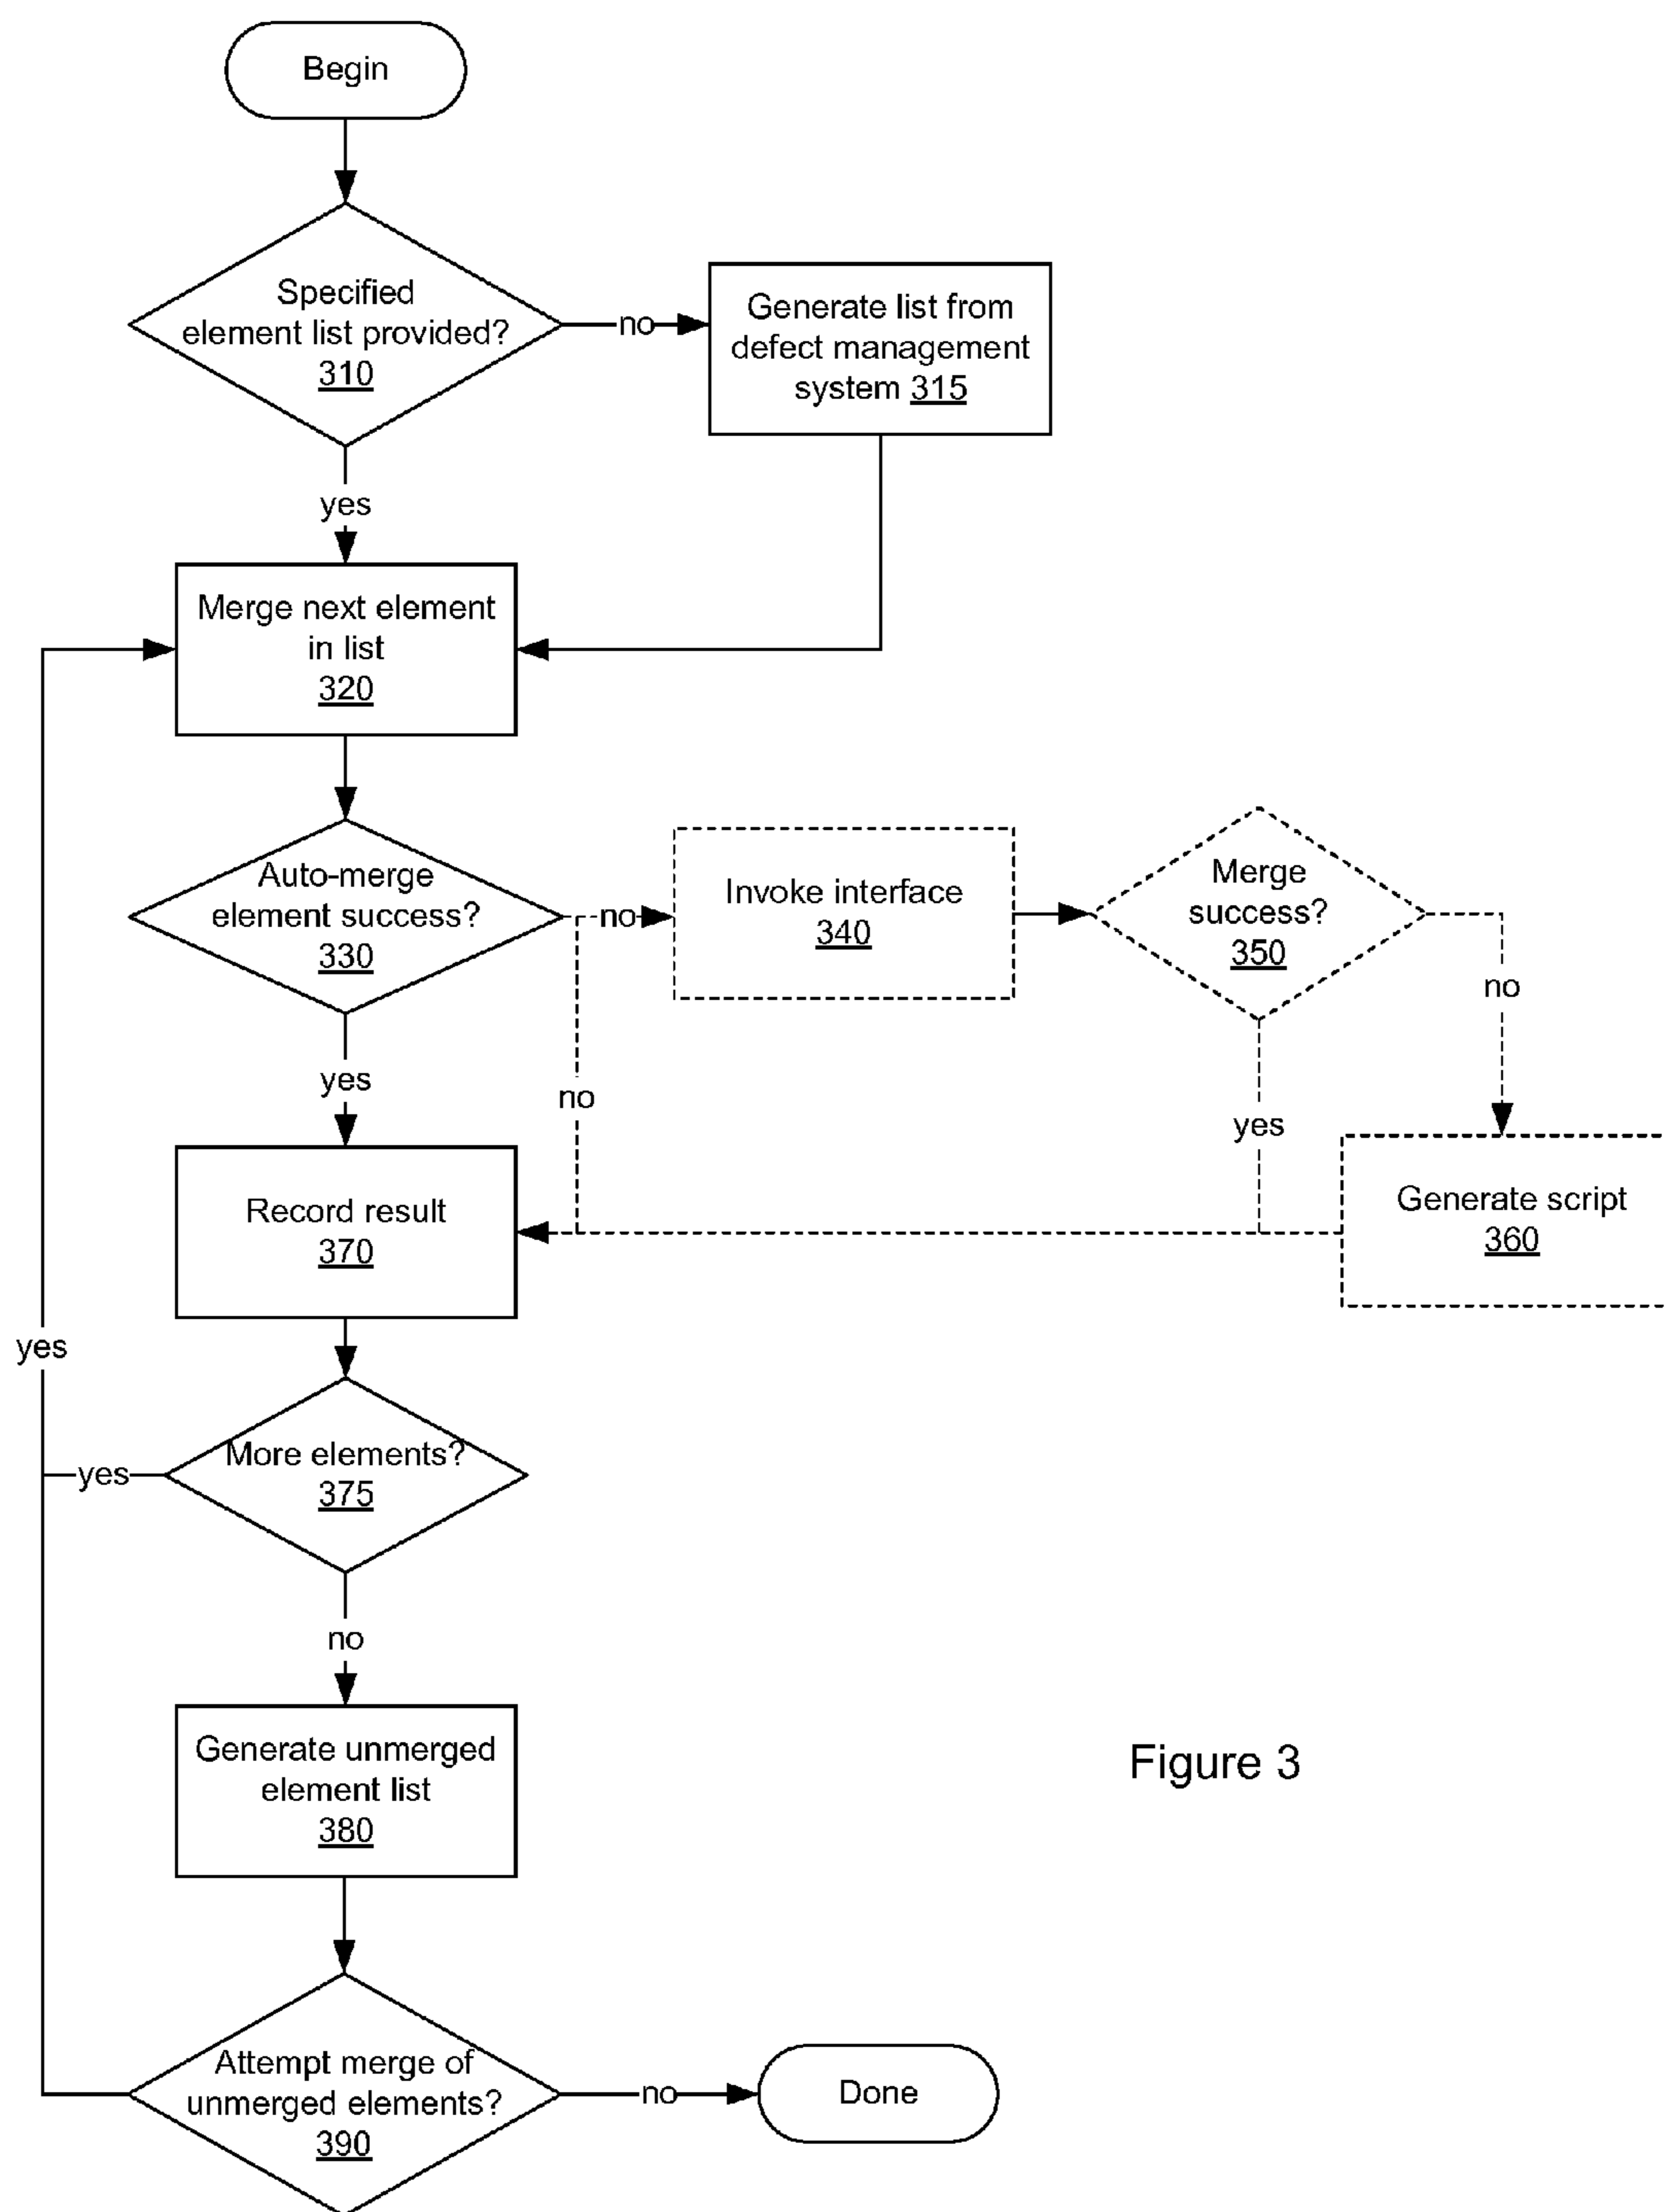 Begin
Specified
element list provided?
310
no
Generate list from
defect management
system 315
yes
Merge next element
in list
320
Auto-merge
element success?
330
no
Invoke interface
340
Merge
success?
350
no
yes
no
yes
Generate script
360
Record result
370
yes
More elements?
375
yes
no
Generate unmerged
element list
380
Figure 3
Attempt merge of
unmerged elements?
390
no
Done